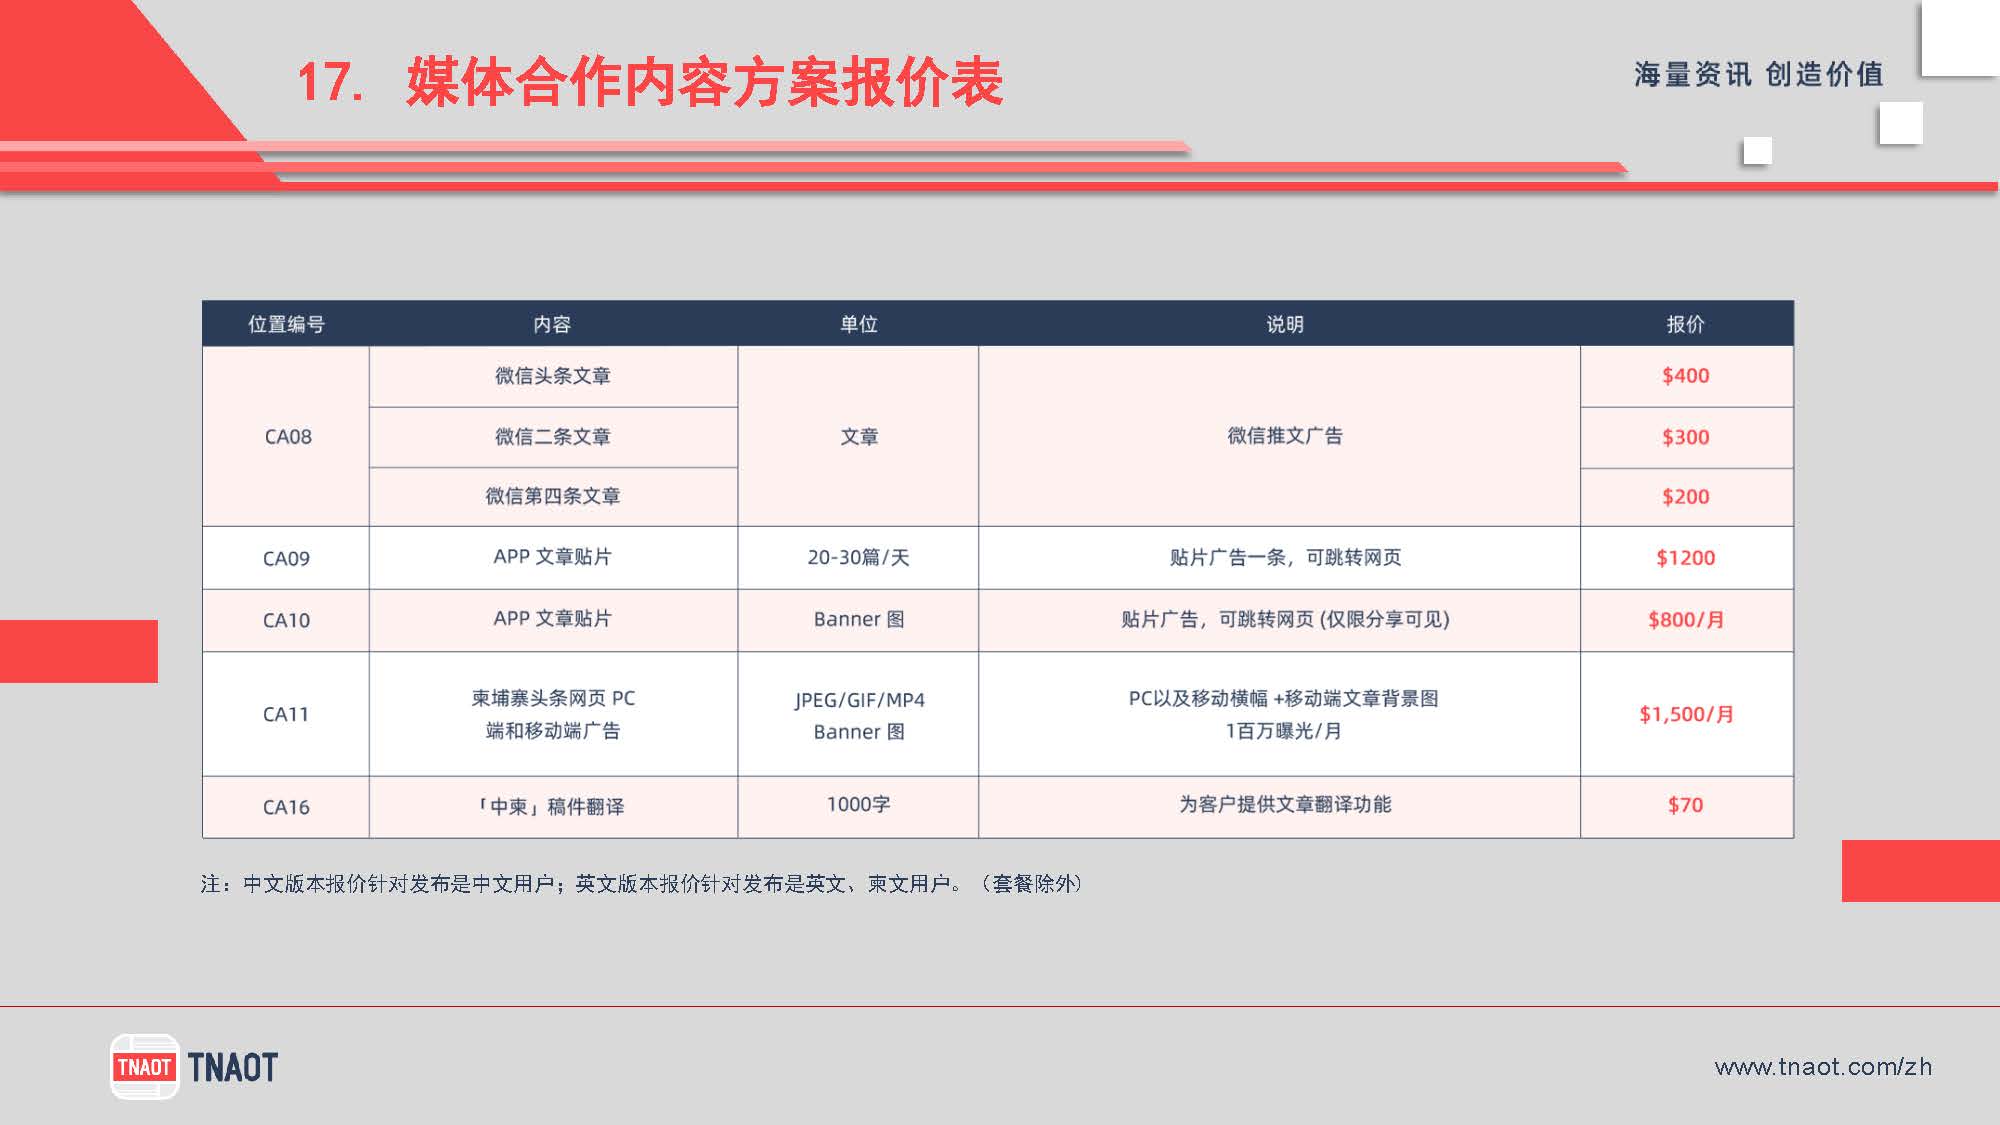 17. 媒体合作内容方案报价表
海量资讯 创造价值
位置编号 内容 单位 说明 报价
CA08 微信头条文章 文章 微信推文广告 $400
微信二条文章 $300
微信第四条文章 $200
CA09 APP 文章贴片 20-30篇/天 贴片广告一条，可跳转网页 $1200
CA10 APP 文章贴片 Banner 图 贴片广告，可跳转网页 (仅限分享可见) $800/月
CA11 柬埔寨头条网页 PC JPEG/GIF/MP4 PC以及移动横幅 +移动端文章背景图 $1,500/月
端和移动端广告 Banner 图 1百万曝光/月
CA16 「中柬」稿件翻译 1000字 为客户提供文章翻译功能 $70
注：中文版本报价针对发布是中文用户；英文版本报价针对发布是英文、柬文用户。（套餐除外）
TNAOT TNAOT
www.tnaot.com/zh